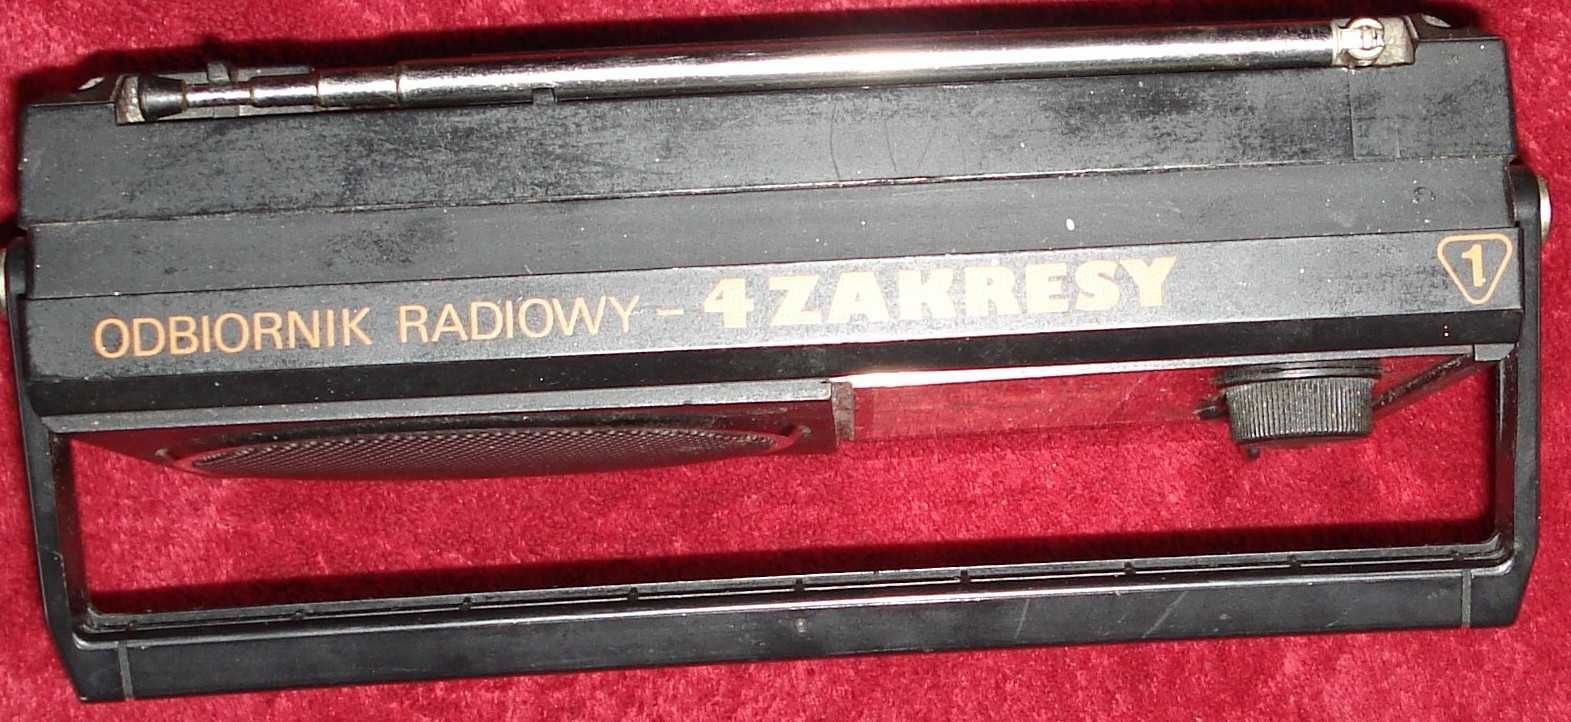 ODBIORNIK RADIOWY - 4 ZAKRESY 1